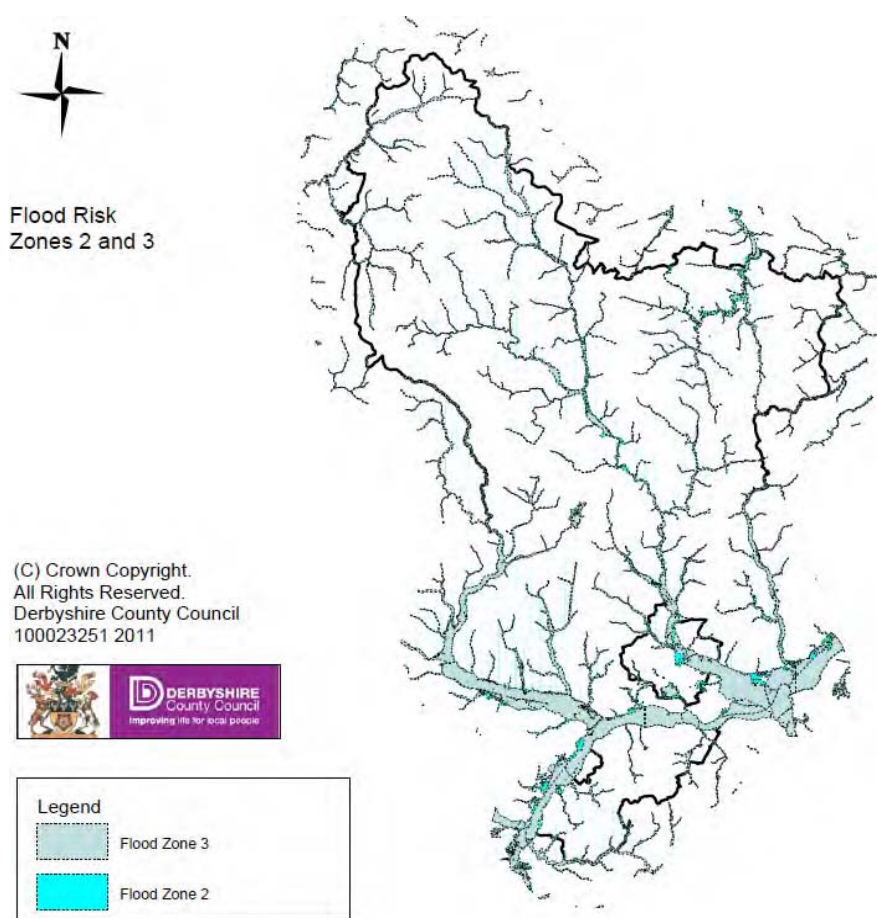 N
Flood Risk
Zones 2 and 3
(C) Crown Copyright.
All Rights Reserved.
Derbyshire County Council
100023251 2011
DERBYSHIRE
County Council
Improving life for local people
Legend
Flood Zone 3
Flood Zone 2